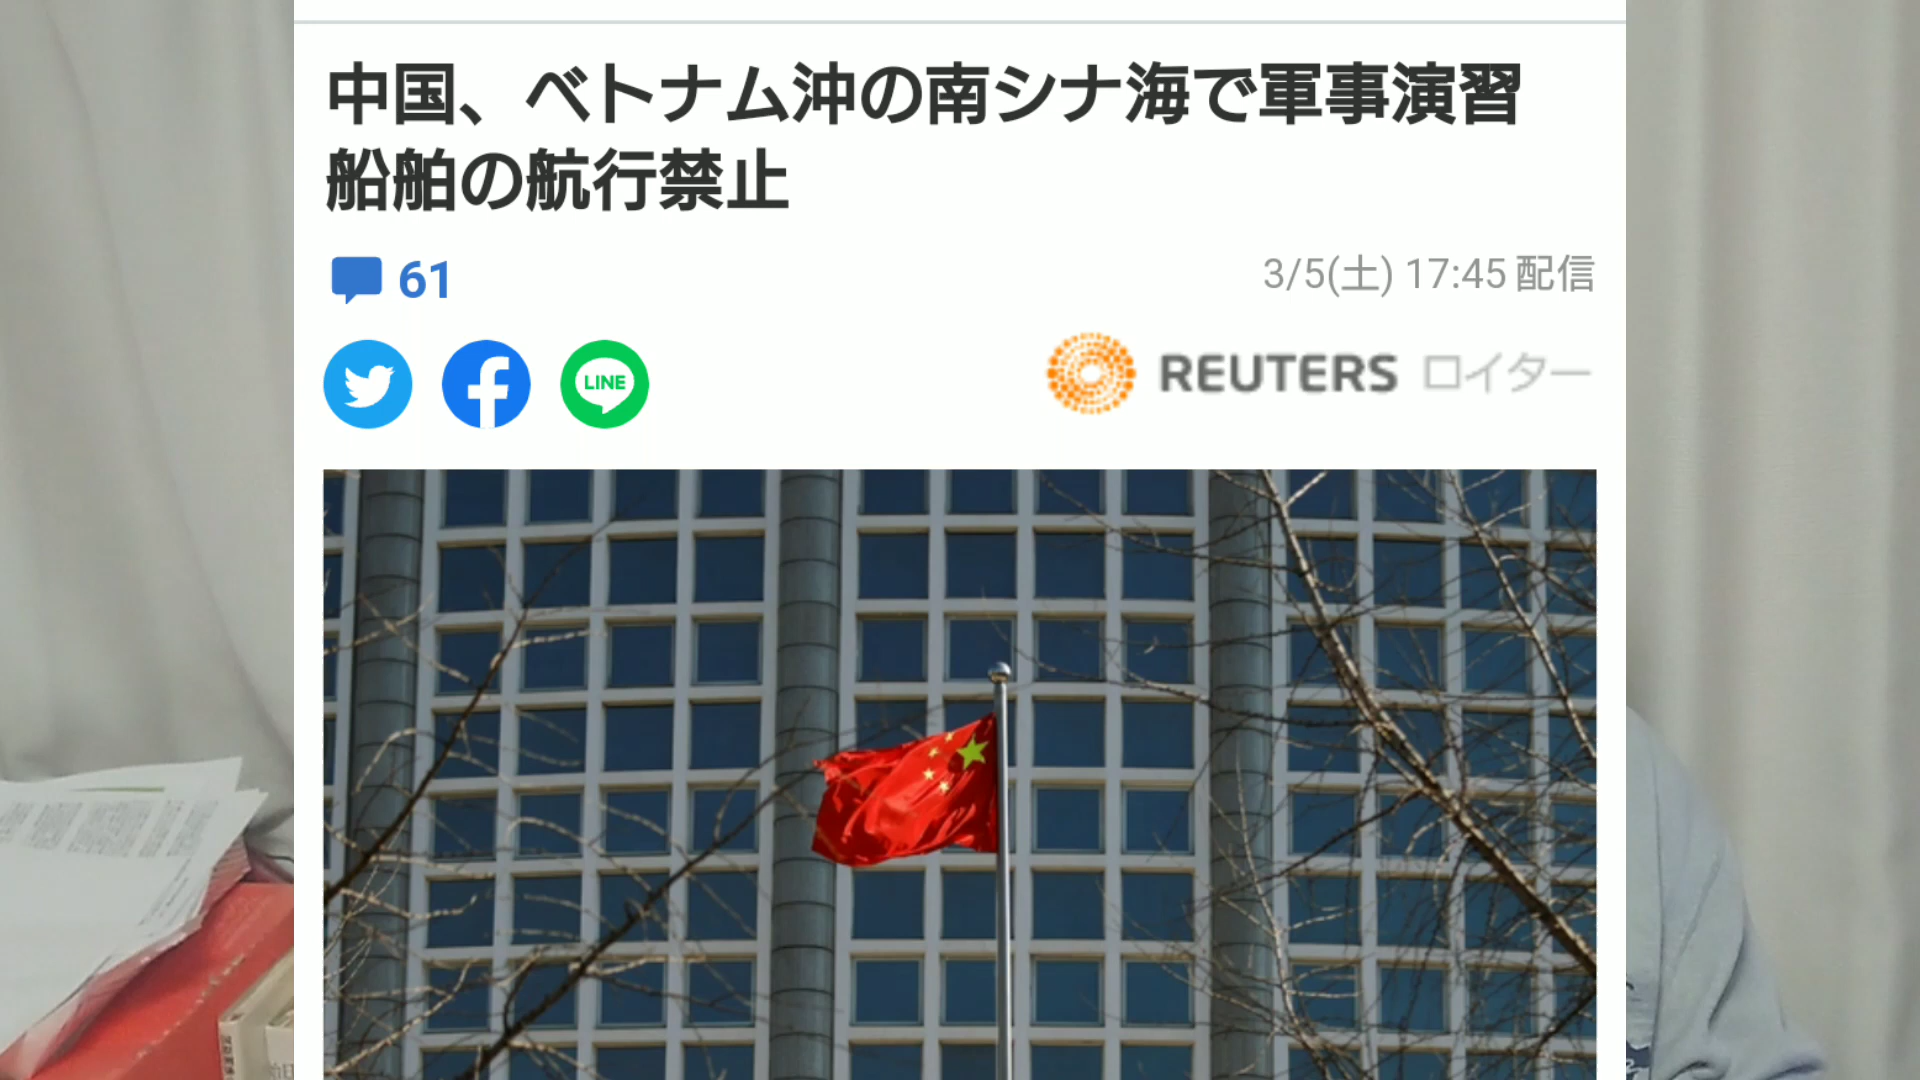 中国、ベトナム沖の南シナ海で軍事演習
船舶の航行禁止
61
3/5(土) 17:45 配信
LINE
REUTERS ロイター